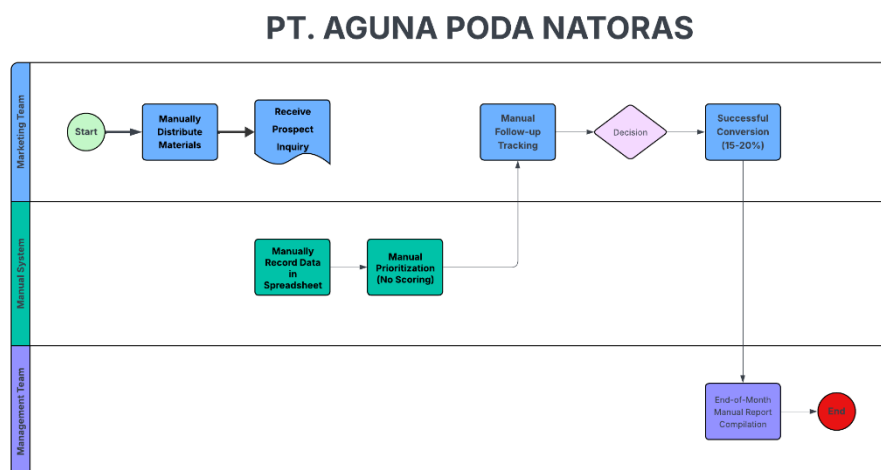 PT. AGUNA PODA NATORAS
Marketing Team
Start
Manually
Distribute
Materials
Receive
Prospect
Inquiry
Manual
Follow-up
Tracking
Decision
Successful
Conversion
(15-20%)
Manual System
Manually
Record Data
in
Spreadsheet
Manual
Prioritization
(No Scoring)
Management Team
End-of-Month
Manual Report
Compilation
End